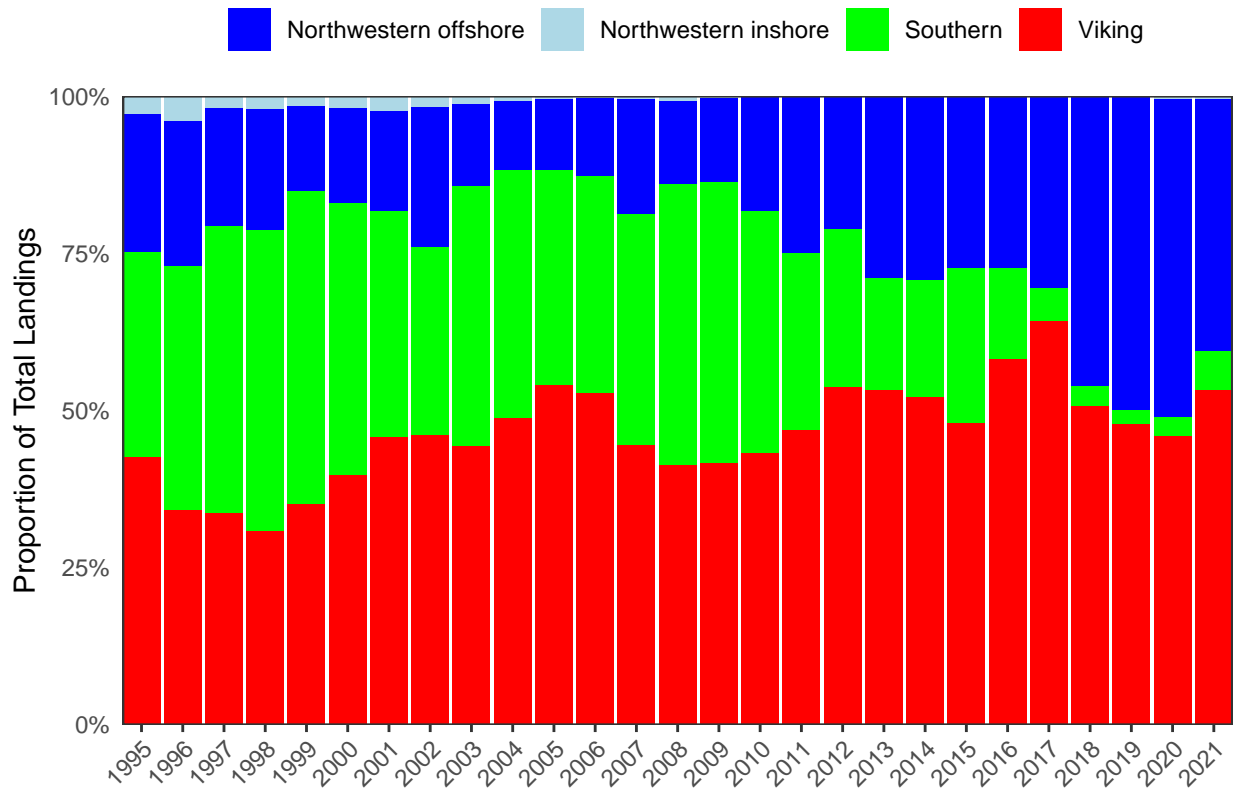 Northwestern offshore Northwestern inshore Southern Viking
Proportion of Total Landings
100%
75%
50%
25%
0%
1995 1996 1997 1998 1999 2000 2001 2002 2003 2004 2005 2006 2007 2008 2009 2010 2011 2012 2013 2014 2015 2016 2017 2018 2019 2020 2021